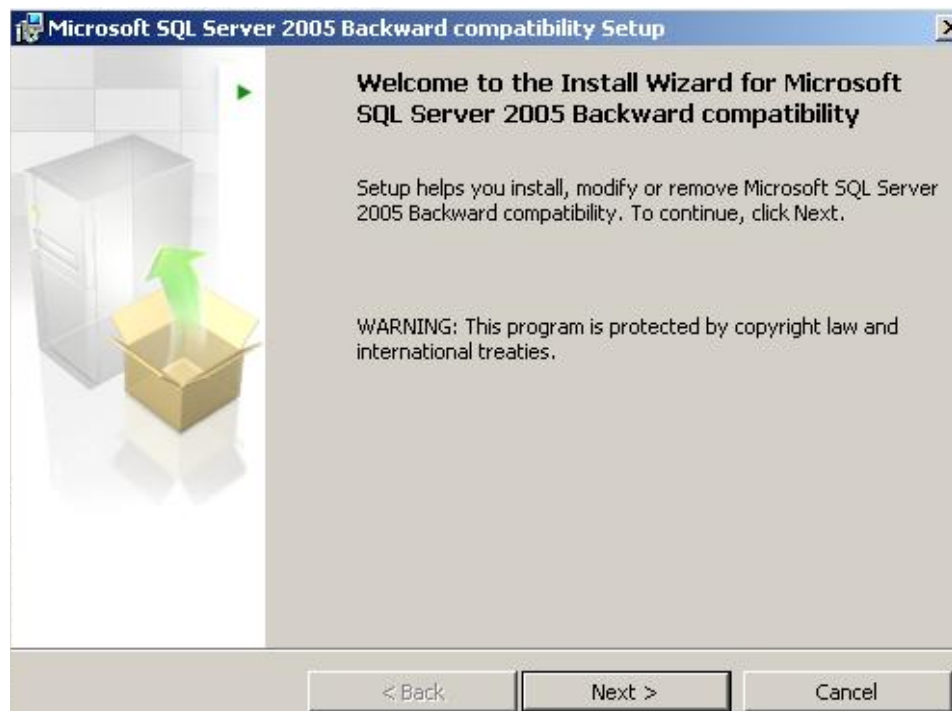 Microsoft SQL Server 2005 Backward compatibility Setup
Welcome to the Install Wizard for Microsoft
SQL Server 2005 Backward compatibility
Setup helps you install, modify or remove Microsoft SQL Server
2005 Backward compatibility. To continue, click Next.
WARNING: This program is protected by copyright law and
international treaties.
< Back
Next >
Cancel